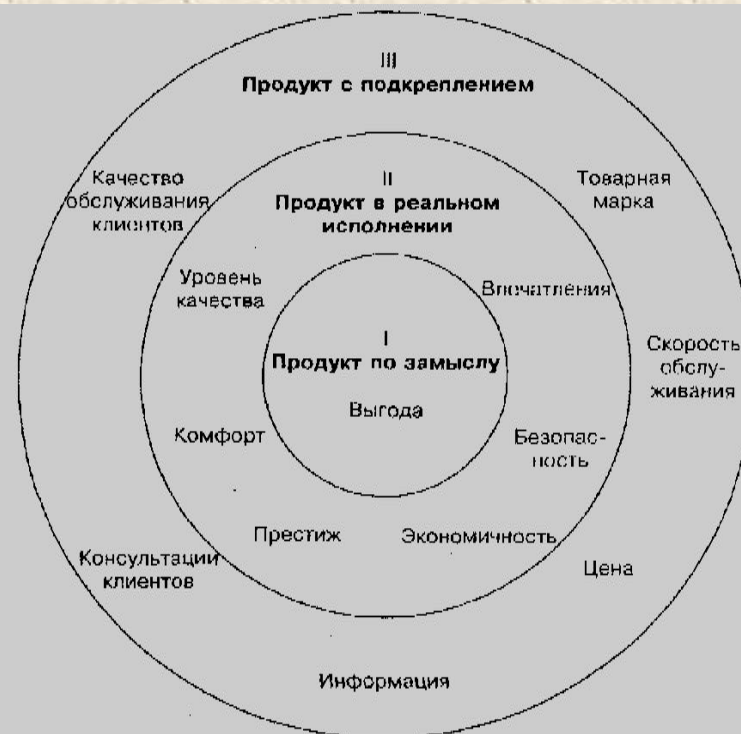 III
Продукт с подкреплением
Качество
обслуживания
клиентов
Товарная
марка
II
Продукт в реальном
исполнении
Уровень
качества
Впечатления
I
Продукт по замыслу
Выгода
Скорость
обслу-
живания
Комфорт
Безопас-
ность
Престиж
Экономичность
Консультации
клиентов
Цена
Информация